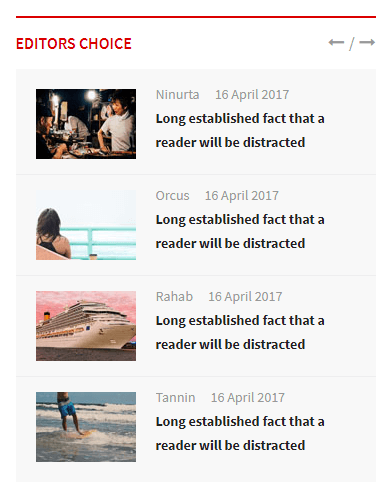 EDITORS CHOICE
/
Ninurta 16 April 2017
Long established fact that a
reader will be distracted
Orcus 16 April 2017
Long established fact that a
reader will be distracted
Rahab 16 April 2017
Long established fact that a
reader will be distracted
Tannin 16 April 2017
Long established fact that a
reader will be distracted